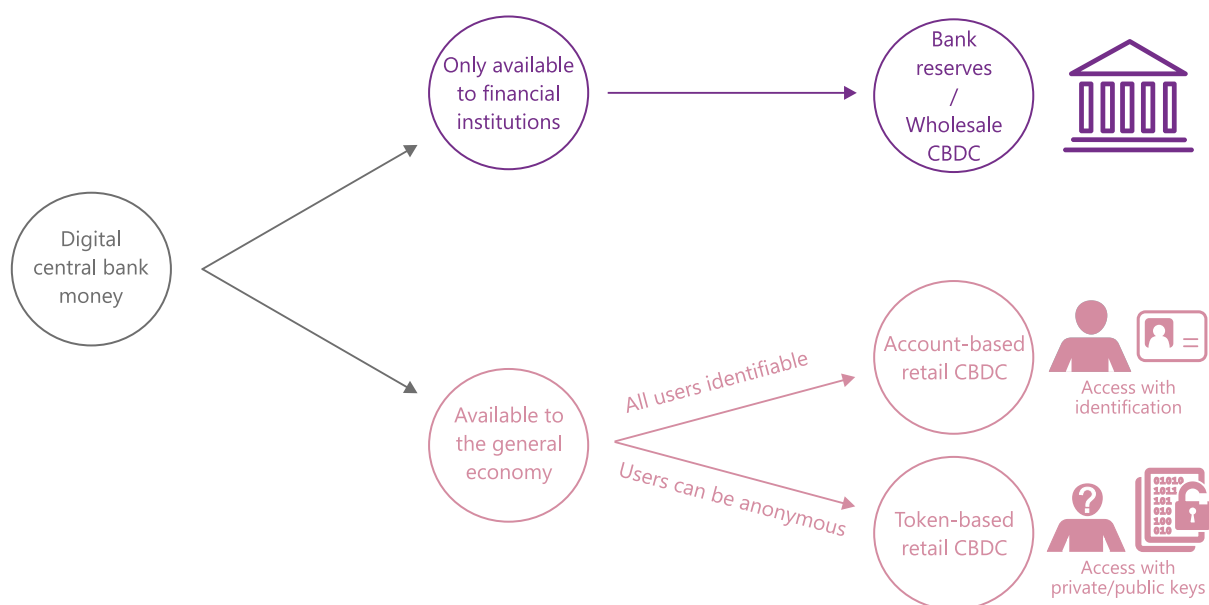 Digital
central bank
money
Only available
to financial
institutions
Bank
reserves
/
Wholesale
CBDC
Available to
the general
economy
All users identifiable
Users can be anonymous
Account-based
retail CBDC
Access with
identification
Token-based
retail CBDC
?
01010
1011
101
010
100
010
Access with
private/public keys